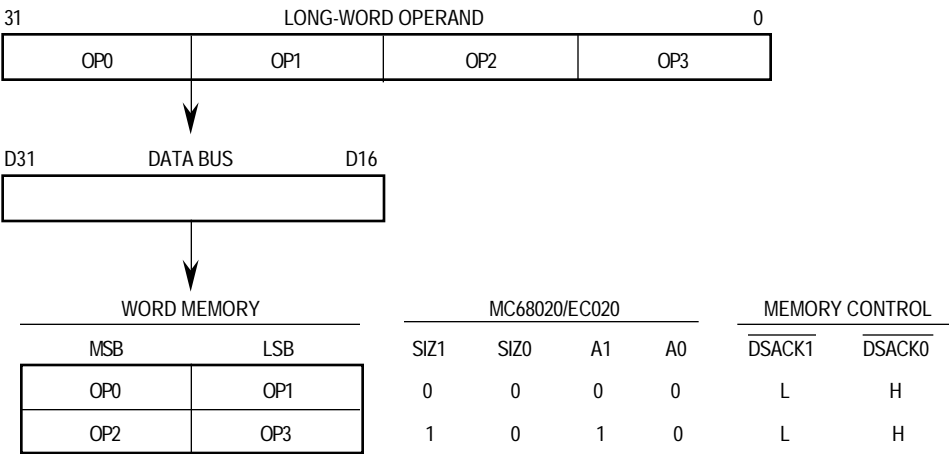 31 LONG-WORD OPERAND 0
OP0 OP1 OP2 OP3
D31 DATA BUS D16
WORD MEMORY MC68020/EC020 MEMORY CONTROL
MSB LSB SIZ1 SIZ0 A1 A0 DSACK1 DSACK0
OP0 OP1 0 0 0 0 L H
OP2 OP3 1 0 1 0 L H